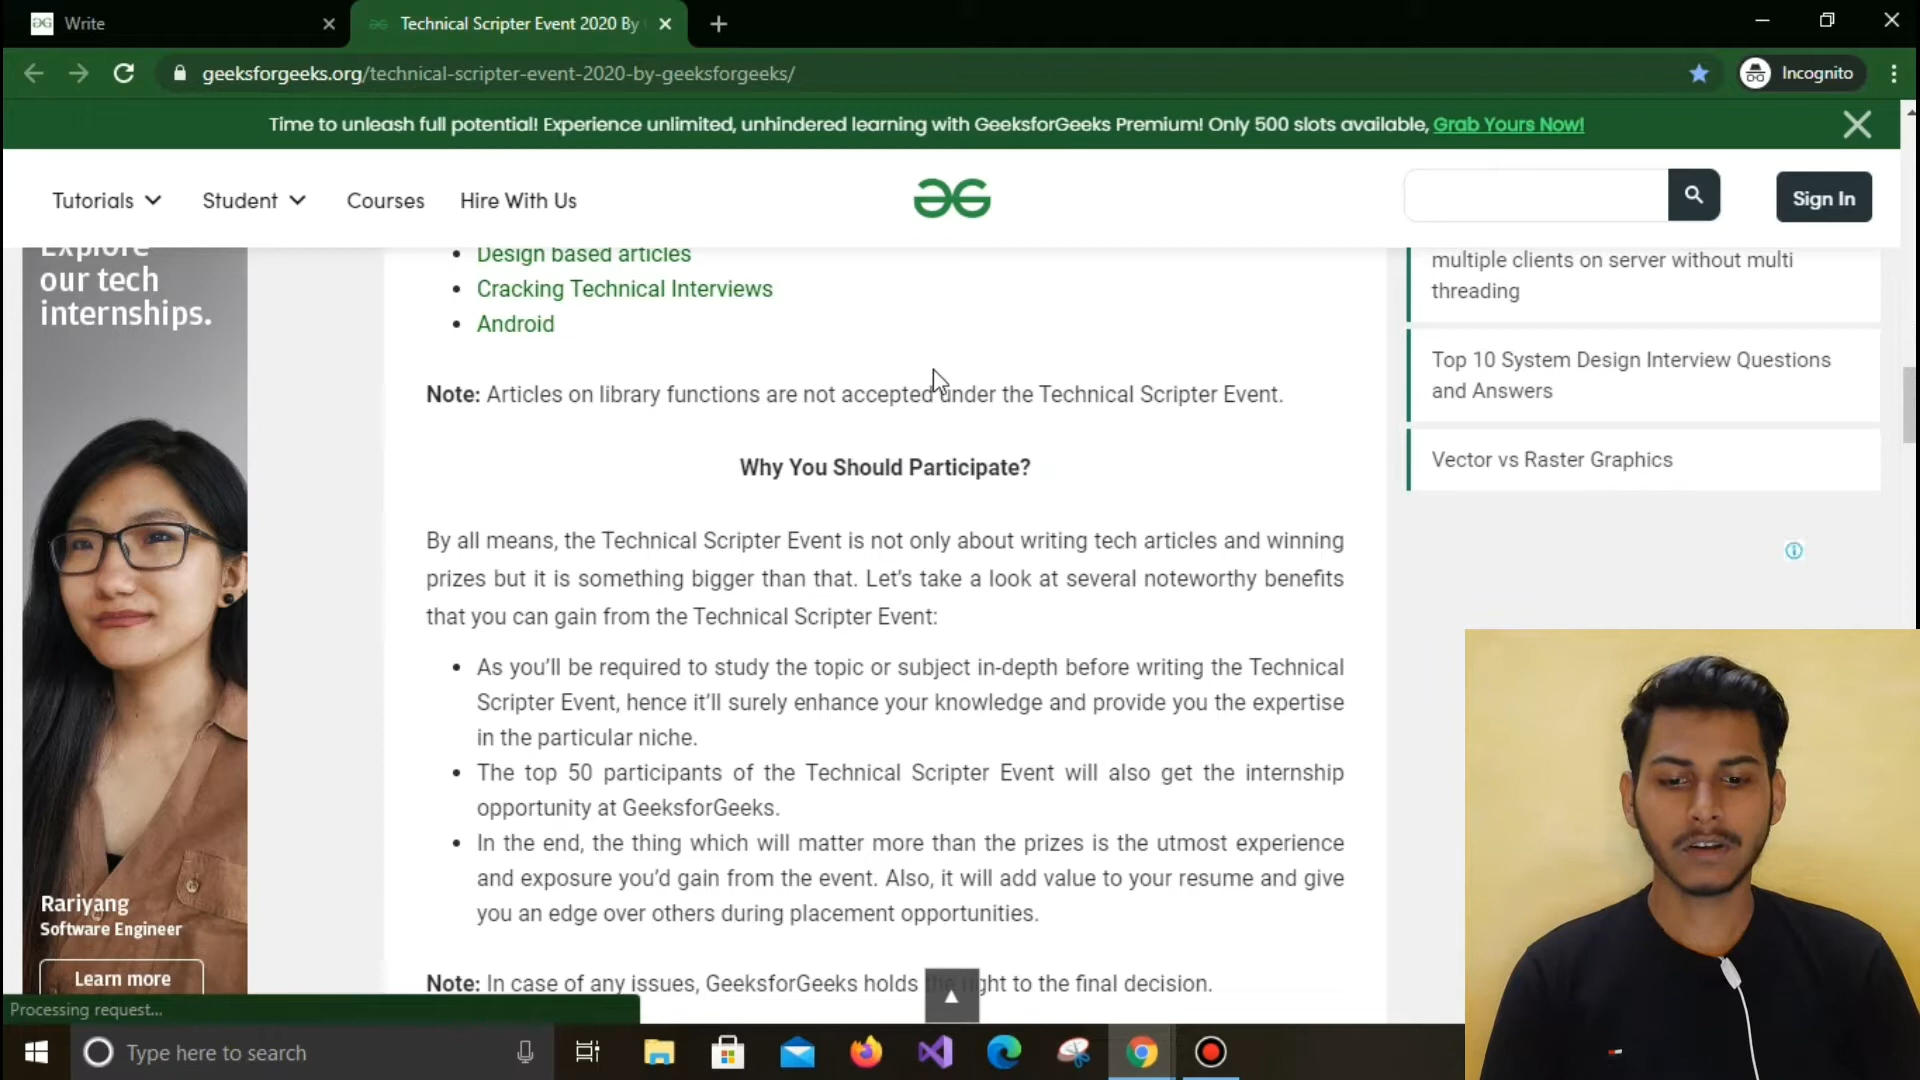 Write
Technical Scripter Event 2020 By
geeksforgeeks.org/technical-scripter-event-2020-by-geeksforgeeks/
Incognito
Time to unleash full potential! Experience unlimited, unhindered learning with GeeksforGeeks Premium! Only 500 slots available, Grab Yours Now!
Tutorials
Student
Courses
Hire With Us
Sign In
Explore
our tech
internships.
Rariyang
Software Engineer
Learn more
Design based articles
Cracking Technical Interviews
Android
Note: Articles on library functions are not accepted under the Technical Scripter Event.
Why You Should Participate?
By all means, the Technical Scripter Event is not only about writing tech articles and winning
prizes but it is something bigger than that. Let's take a look at several noteworthy benefits
that you can gain from the Technical Scripter Event:
As you'll be required to study the topic or subject in-depth before writing the Technical
Scripter Event, hence it'll surely enhance your knowledge and provide you the expertise
in the particular niche.
The top 50 participants of the Technical Scripter Event will also get the internship
opportunity at GeeksforGeeks.
In the end, the thing which will matter more than the prizes is the utmost experience
and exposure you'd gain from the event. Also, it will add value to your resume and give
you an edge over others during placement opportunities.
Note: In case of any issues, GeeksforGeeks holds the right to the final decision.
multiple clients on server without multi
threading
Top 10 System Design Interview Questions
and Answers
Vector vs Raster Graphics
Processing request...
Type here to search